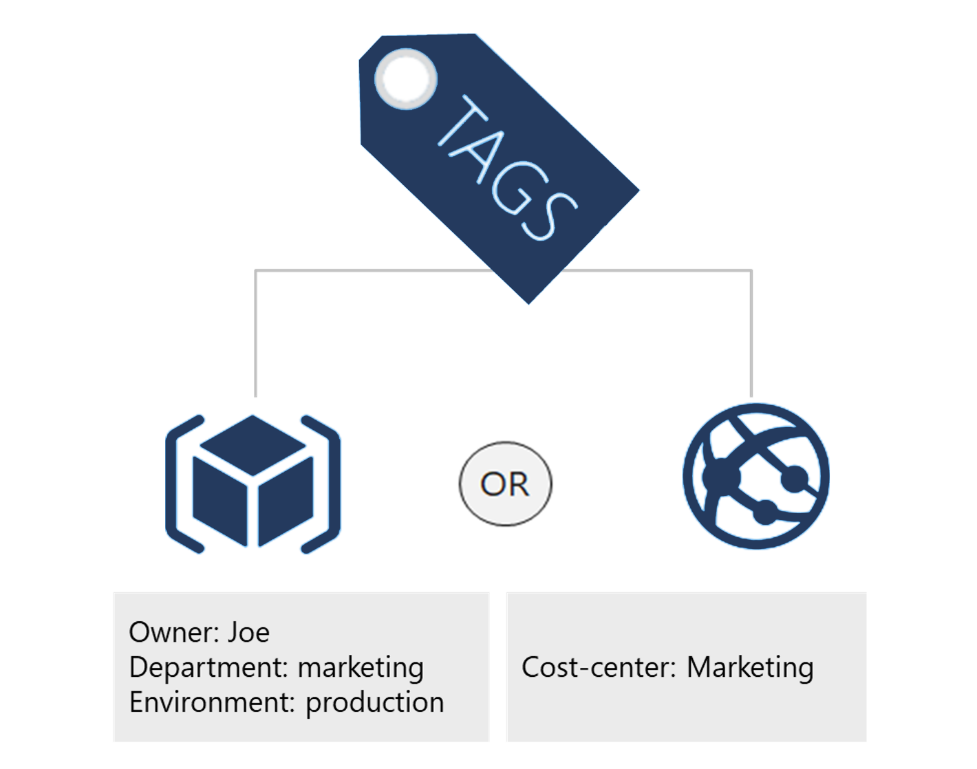 TAGS
OR
Owner: Joe
Department: marketing
Environment: production
Cost-center: Marketing